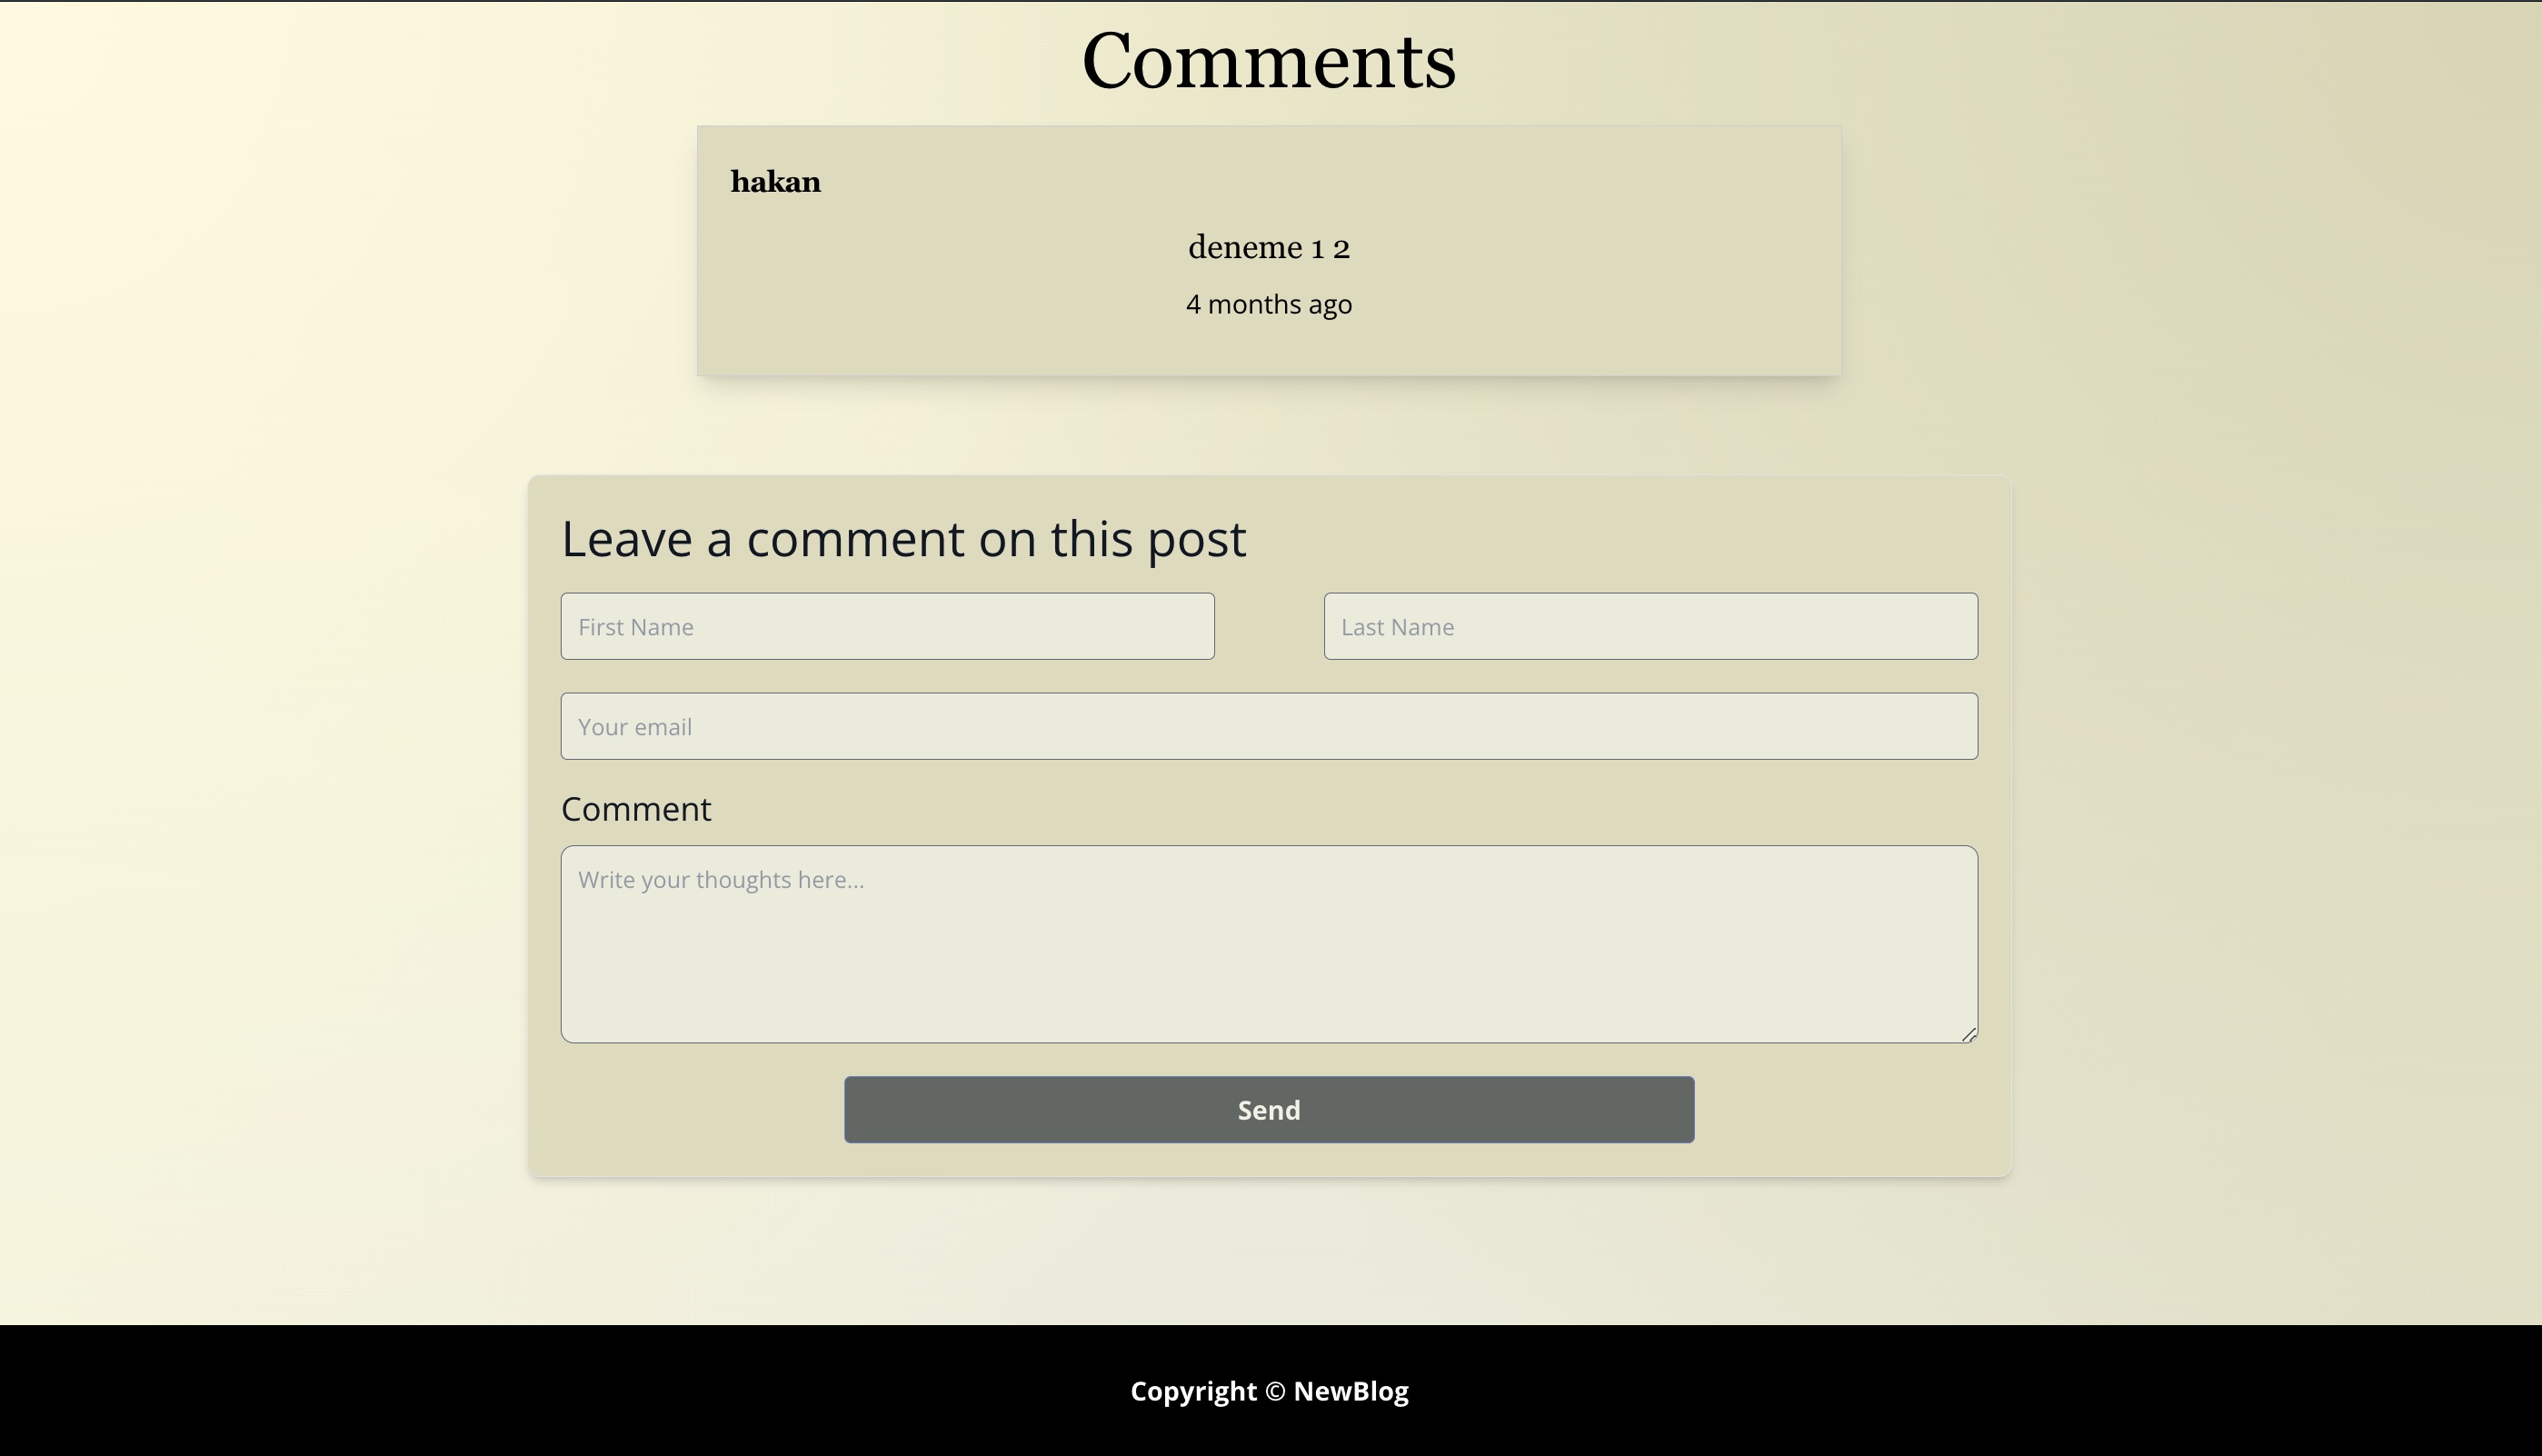 Comments
hakan
deneme 1 2
4 months ago
Leave a comment on this post
First Name
Last Name
Your email
Comment
Write your thoughts here...
Send
Copyright © NewBlog